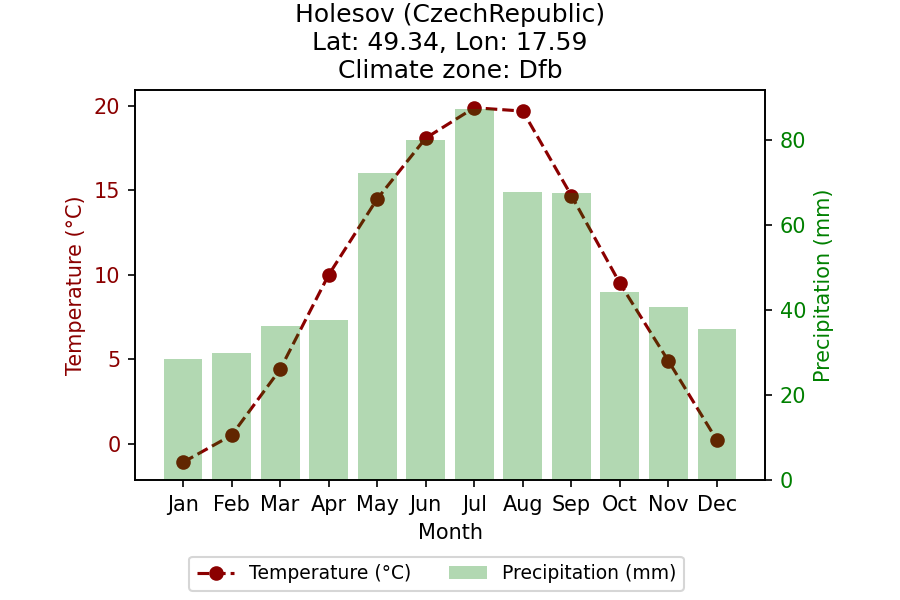 Holesov (CzechRepublic)
Lat: 49.34, Lon: 17.59
Climate zone: Dfb
Temperature (°C)
20
15
10
5
0
80
60
40
20
0
Precipitation (mm)
Jan Feb Mar Apr May Jun Jul Aug Sep Oct Nov Dec
Month
Temperature (°C) Precipitation (mm)